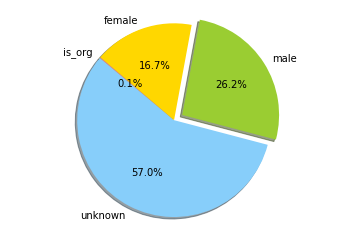 female
is_org
male
16.7%
0.1%
26.2%
57.0%
unknown